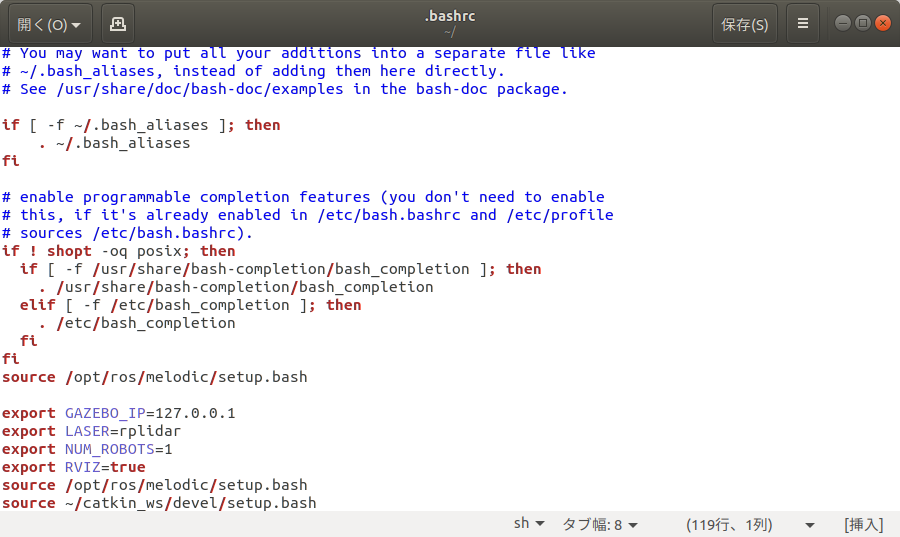 開く(O)
.bashrc
~/
保存(S)
# You may want to put all your additions into a separate file like
# ~/.bash_aliases, instead of adding them here directly.
# See /usr/share/doc/bash-doc/examples in the bash-doc package.
if [ -f ~/.bash_aliases ]; then
    . ~/.bash_aliases
fi
# enable programmable completion features (you don't need to enable
# this, if it's already enabled in /etc/bash.bashrc and /etc/profile
# sources /etc/bash.bashrc).
if ! shopt -oq posix; then
  if [ -f /usr/share/bash-completion/bash_completion ]; then
    . /usr/share/bash-completion/bash_completion
  elif [ -f /etc/bash_completion ]; then
    . /etc/bash_completion
  fi
fi
source /opt/ros/melodic/setup.bash
export GAZEBO_IP=127.0.0.1
export LASER=rplidar
export NUM_ROBOTS=1
export RVIZ=true
source /opt/ros/melodic/setup.bash
source ~/catkin_ws/devel/setup.bash
sh タブ幅: 8 (119行、1列) [挿入]